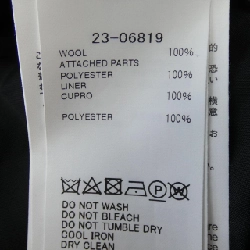 23-06819
WOOL 100%
ATTACHED PARTS
POLYESTER 100%
LINER
CUPRO 100%
POLYESTER 100%
P W
DO NOT WASH
DO NOT BLEACH
DO NOT TUMBLE DRY
COOL IRON
DRY CLEAN